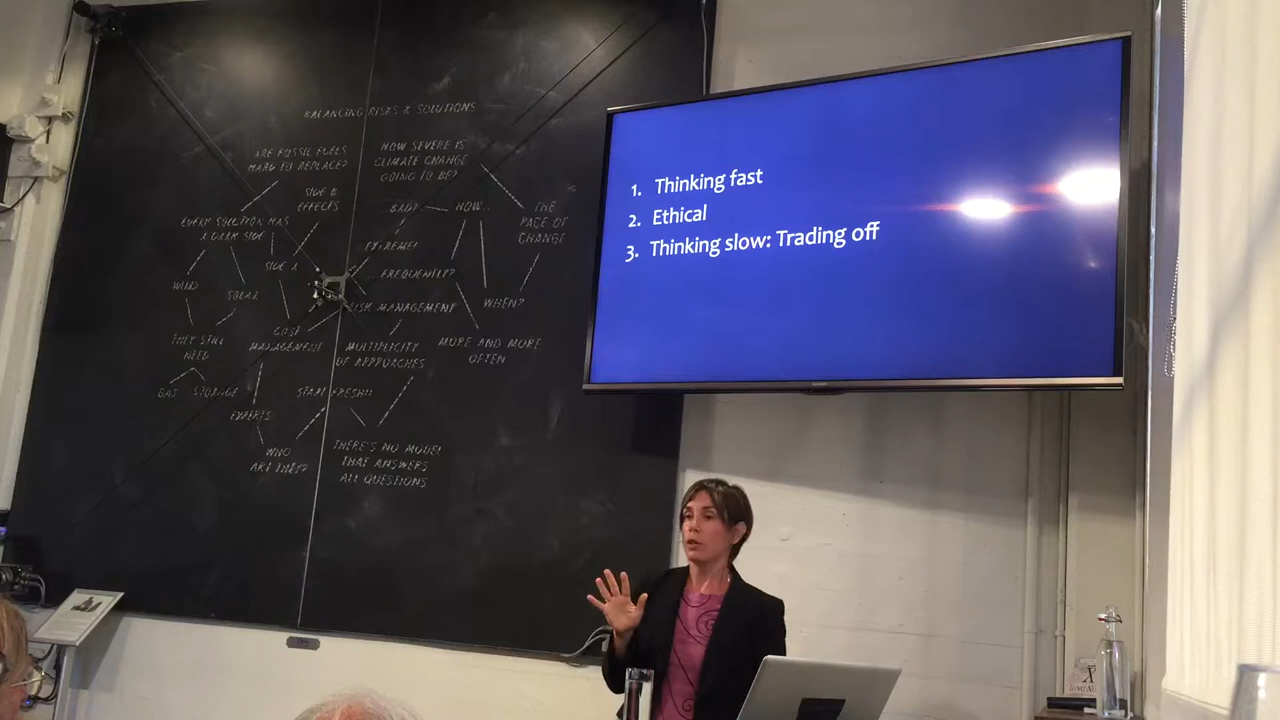 BALANCING RISKS & SOLUTIONS
ARE FOSSIL FUELS
HARD TO REPLACE?
HOW SEVERE IS
CLIMATE CHANGE
GOING TO BE?
SIDE B
EFFECTS
EVERY SOLUTION HAS
A DARK SIDE
BAD?
HOW...
THE
PACE OF
CHANGE
EXTREME!
SIDE A
...FREQUENTLY?
WIND
SOLAR
RISK MANAGEMENT
WHEN?
THEY STILL
NEED
COST
MANAGEMENT
MULTIPLICITY
OF APPROACHES
MORE AND MORE
OFTEN
GAS
STORAGE
START FRESH!!
EXPERTS
WHO
ARE THEY?
THERE'S NO MODEL
THAT ANSWERS
ALL QUESTIONS
1. Thinking fast
2. Ethical
3. Thinking slow: Trading off
X